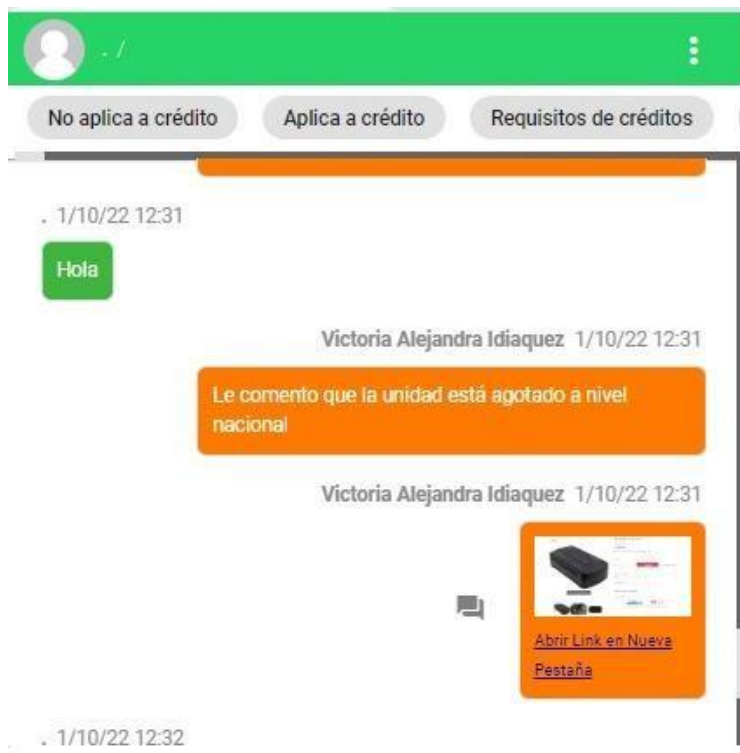 . /
No aplica a crédito
Aplica a crédito
Requisitos de créditos
. 1/10/22 12:31
Hola
Victoria Alejandra Idiaquez 1/10/22 12:31
Le comento que la unidad está agotado a nivel
nacional
Victoria Alejandra Idiaquez 1/10/22 12:31
Abrir Link en Nueva
Pestaña
. 1/10/22 12:32